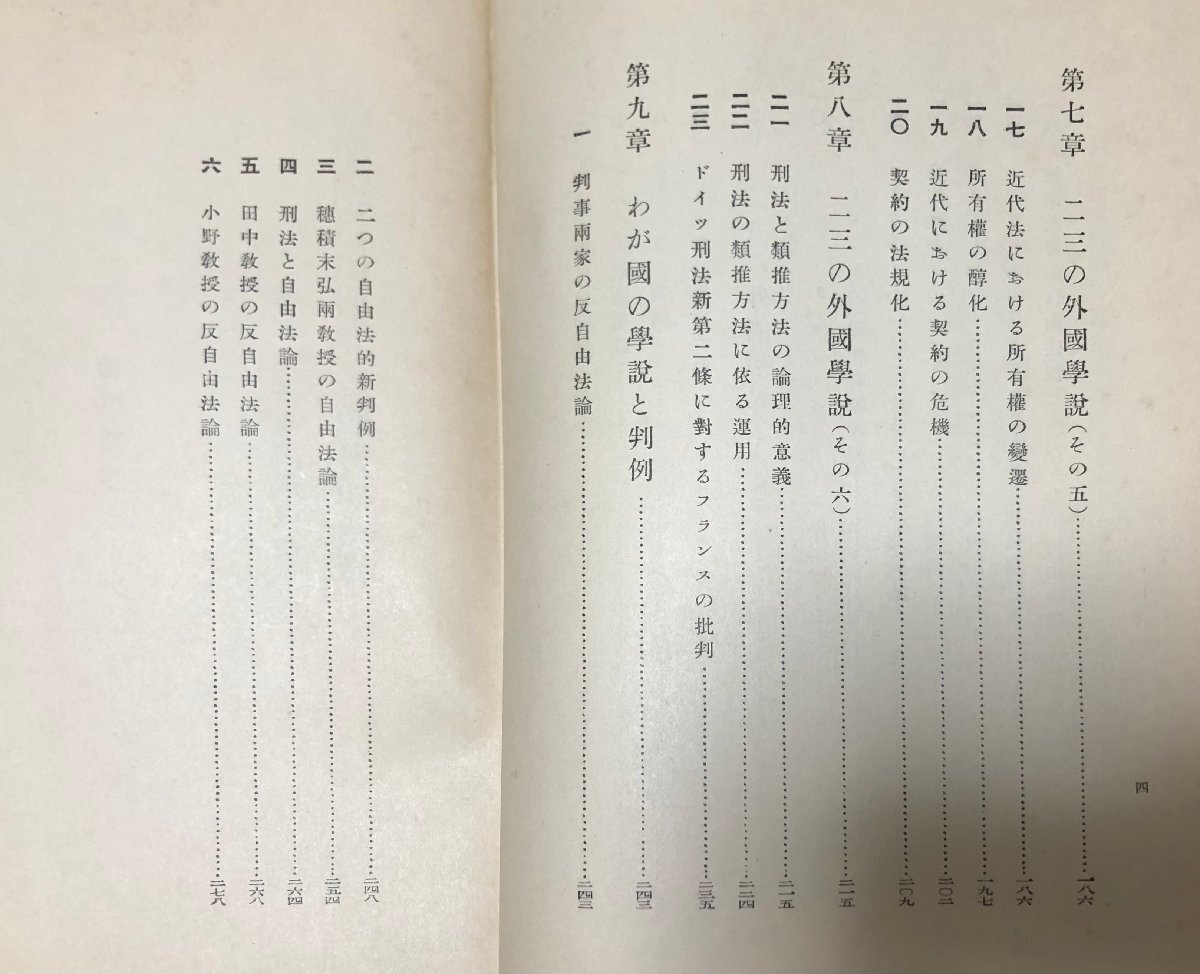 四
第七章　二三の外國學說（その五）……一八六
一七　近代法における所有權の變遷……一八六
一八　所有權の醇化……一九七
一九　近代における契約の危機……二〇二
二〇　契約の法規化……二〇九
第八章　二三の外國學說（その六）……二一五
二一　刑法と類推方法の論理的意義……二一五
二二　刑法の類推方法に依る運用……二二四
二三　ドイツ刑法新第二條に對するフランスの批判……二三五
第九章　わが國の學說と判例……二四三
一　判事兩家の反自由法論……二四三
二　二つの自由法的新判例……二四八
三　穗積末弘兩敎授の自由法論……二五四
四　刑法と自由法論……二六四
五　田中敎授の反自由法論……二六八
六　小野敎授の反自由法論……二七八